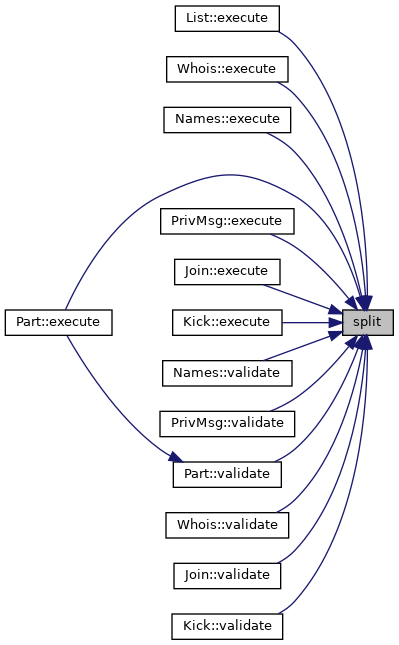 List::execute
Whois::execute
Names::execute
PrivMsg::execute
Join::execute
Part::execute
Kick::execute
split
Names::validate
PrivMsg::validate
Part::validate
Whois::validate
Join::validate
Kick::validate